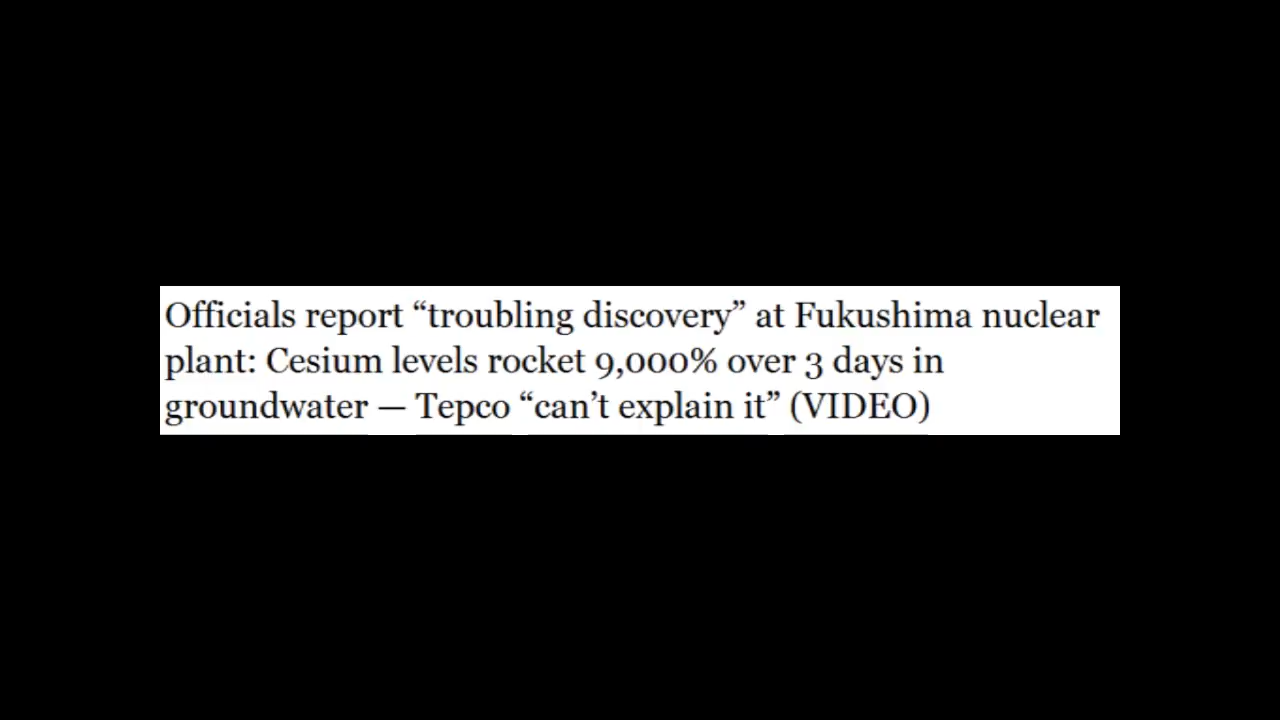 Officials report “troubling discovery” at Fukushima nuclear
plant: Cesium levels rocket 9,000% over 3 days in
groundwater — Tepco “can’t explain it” (VIDEO)